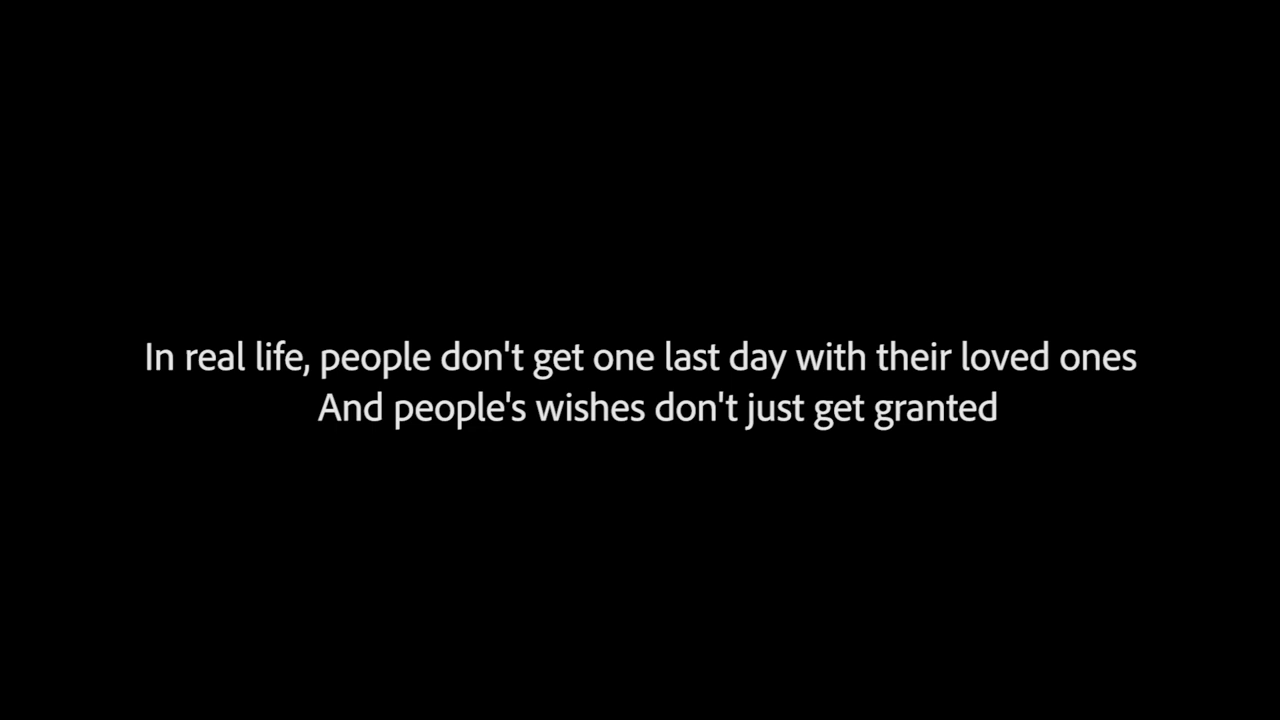 In real life, people don't get one last day with their loved ones
And people's wishes don't just get granted